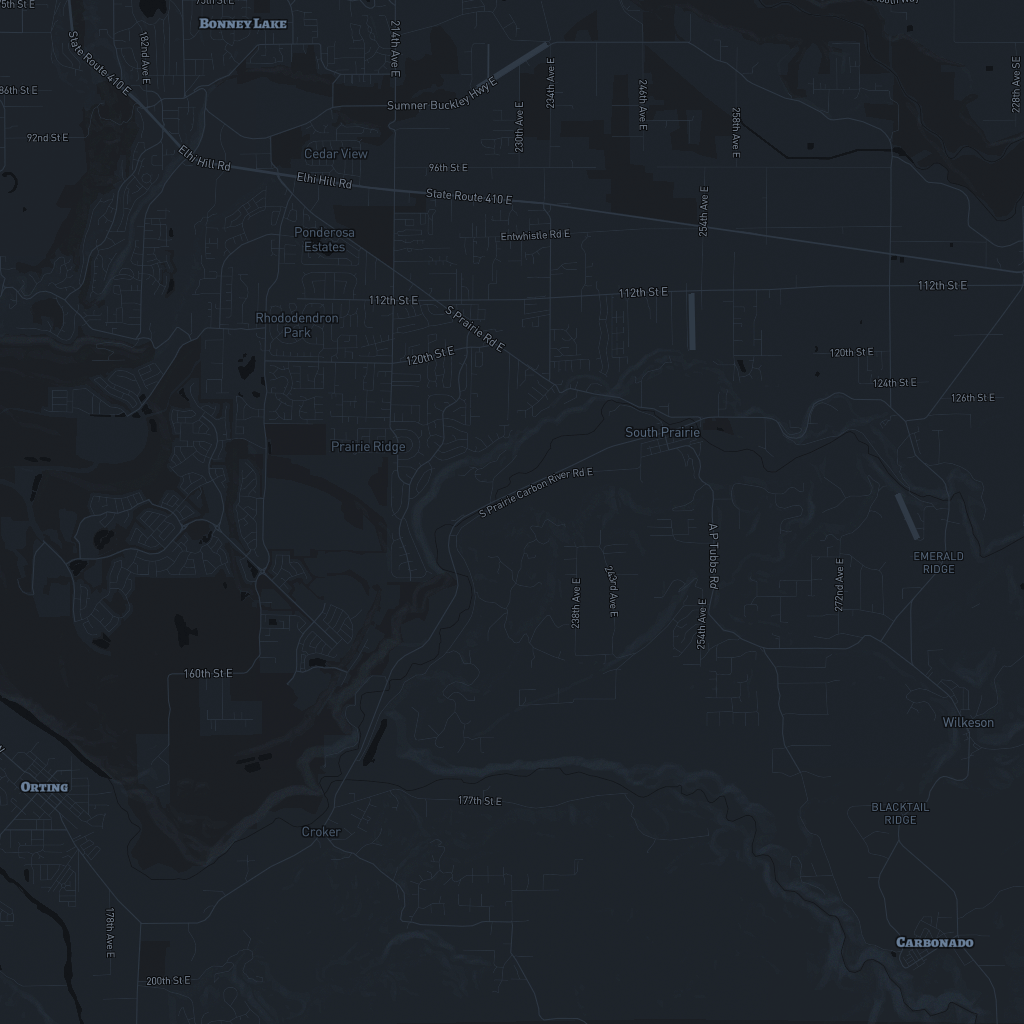 75th St E
BONNEY LAKE
State Route 410 E
182nd Ave E
214th Ave E
86th St E
Sumner Buckley Hwy E
234th Ave E
230th Ave E
246th Ave E
258th Ave E
228th Ave SE
92nd St E
Elhi Hill Rd
Cedar View
96th St E
Elhi Hill Rd
State Route 410 E
254th Ave E
Ponderosa
Estates
Entwhistle Rd E
112th St E
112th St E
112th St E
Rhododendron
Park
S Prairie Rd E
120th St E
120th St E
124th St E
126th St E
Prairie Ridge
South Prairie
S Prairie Carbon River Rd E
A P Tubbs Rd
EMERALD
RIDGE
238th Ave E
243rd Ave E
254th Ave E
272nd Ave E
160th St E
Wilkeson
ORTING
177th St E
BLACKTAIL
RIDGE
Croker
178th Ave E
CARBONADO
200th St E